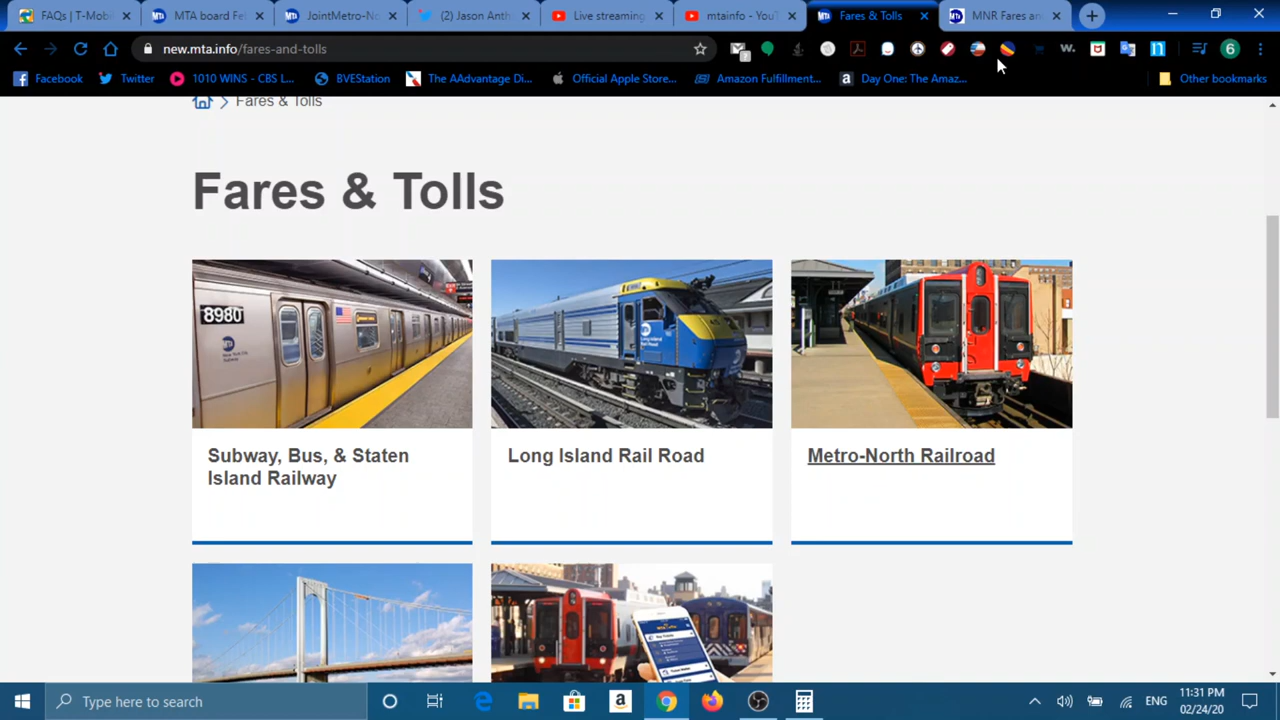 FAQs | T-Mobil
MTA board Fe
JointMetro-No
(2) Jason Anth
Live streaming
mtainfo - YouT
Fares & Tolls
MNR Fares an
new.mta.info/fares-and-tolls
6
Facebook
Twitter
1010 WINS - CBS L...
BVEStation
The AAdvantage Di...
Official Apple Store...
Amazon Fulfillment...
Day One: The Amaz...
Other bookmarks
Fares & Tolls
Fares & Tolls
8980
Subway, Bus, & Staten
Island Railway
Long Island Rail Road
Metro-North Railroad
Type here to search
ENG
11:31 PM
02/24/20